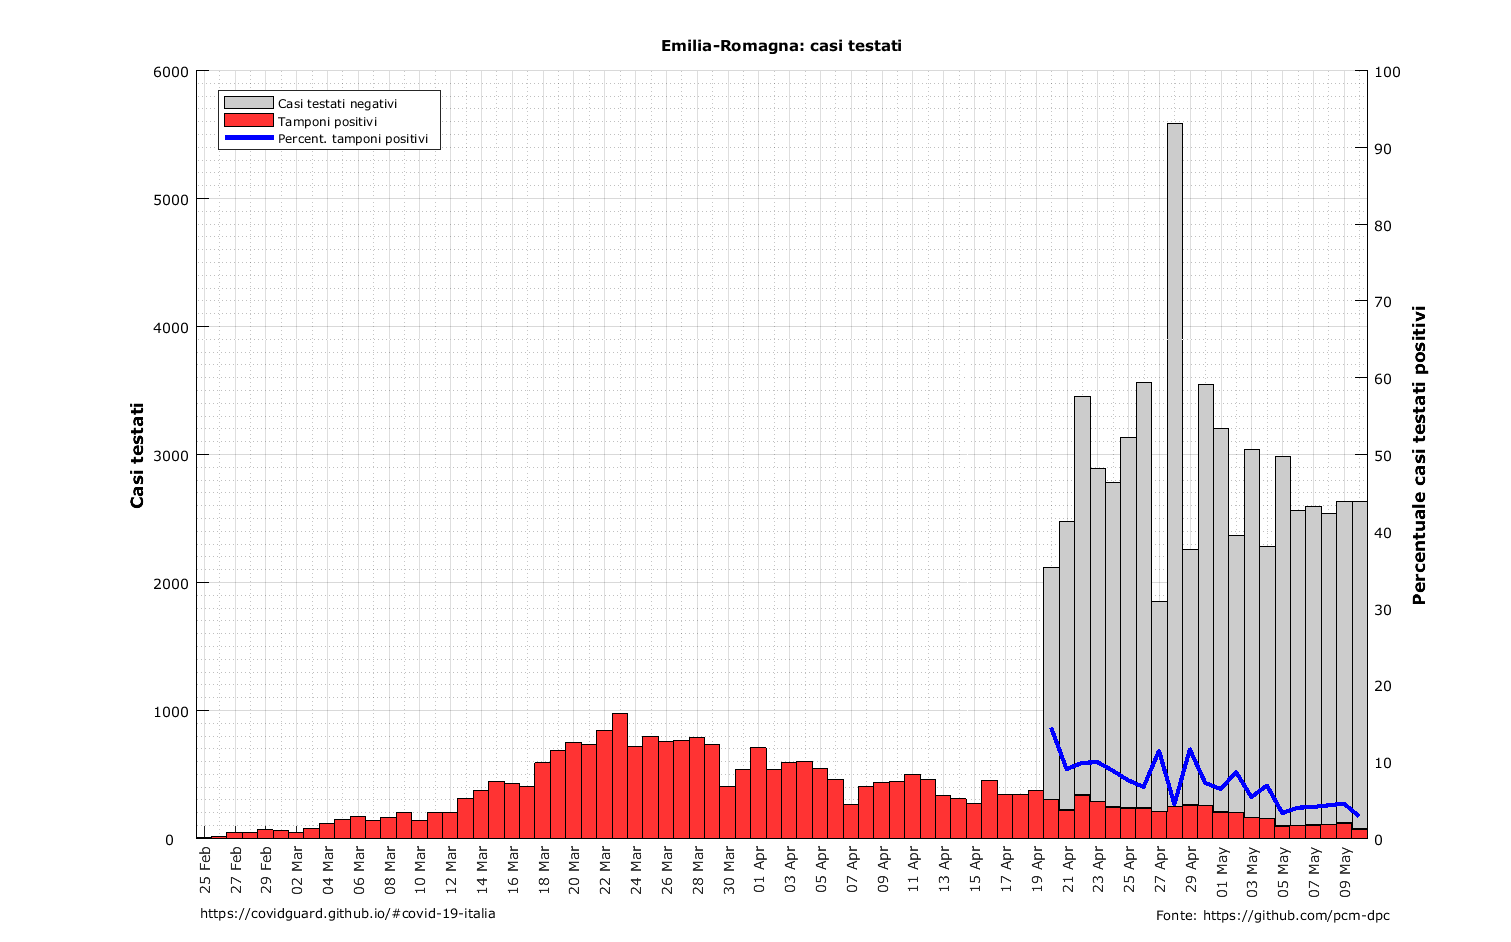 Emilia-Romagna: casi testati
Casi testati negativi
Tamponi positivi
Percent. tamponi positivi
Casi testati
6000
5000
4000
3000
2000
1000
0
100
90
80
70
60
50
40
30
20
10
0
Percentuale casi testati positivi
25 Feb
27 Feb
29 Feb
02 Mar
04 Mar
06 Mar
08 Mar
10 Mar
12 Mar
14 Mar
16 Mar
18 Mar
20 Mar
22 Mar
24 Mar
26 Mar
28 Mar
30 Mar
01 Apr
03 Apr
05 Apr
07 Apr
09 Apr
11 Apr
13 Apr
15 Apr
17 Apr
19 Apr
21 Apr
23 Apr
25 Apr
27 Apr
29 Apr
01 May
03 May
05 May
07 May
09 May
https://covidguard.github.io/#covid-19-italia
Fonte: https://github.com/pcm-dpc